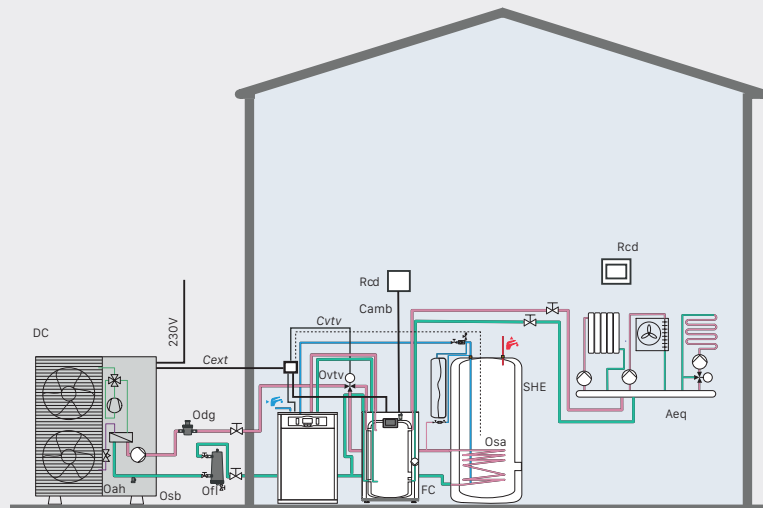 Rcd
Rcd
Camb
Cvtv
230V
DC
Cext
Ovtv
SHE
Odg
Aeq
Osa
Oah
Osb
Ofl
FC